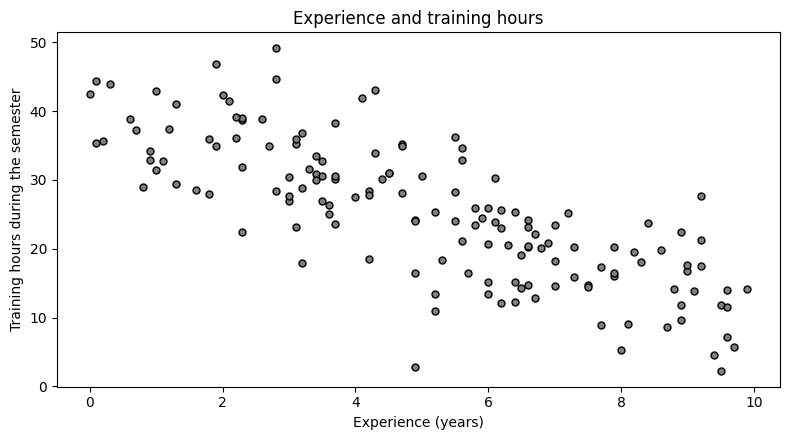 Experience and training hours
Training hours during the semester
50
40
30
20
10
0
0 2 4 6 8 10
Experience (years)